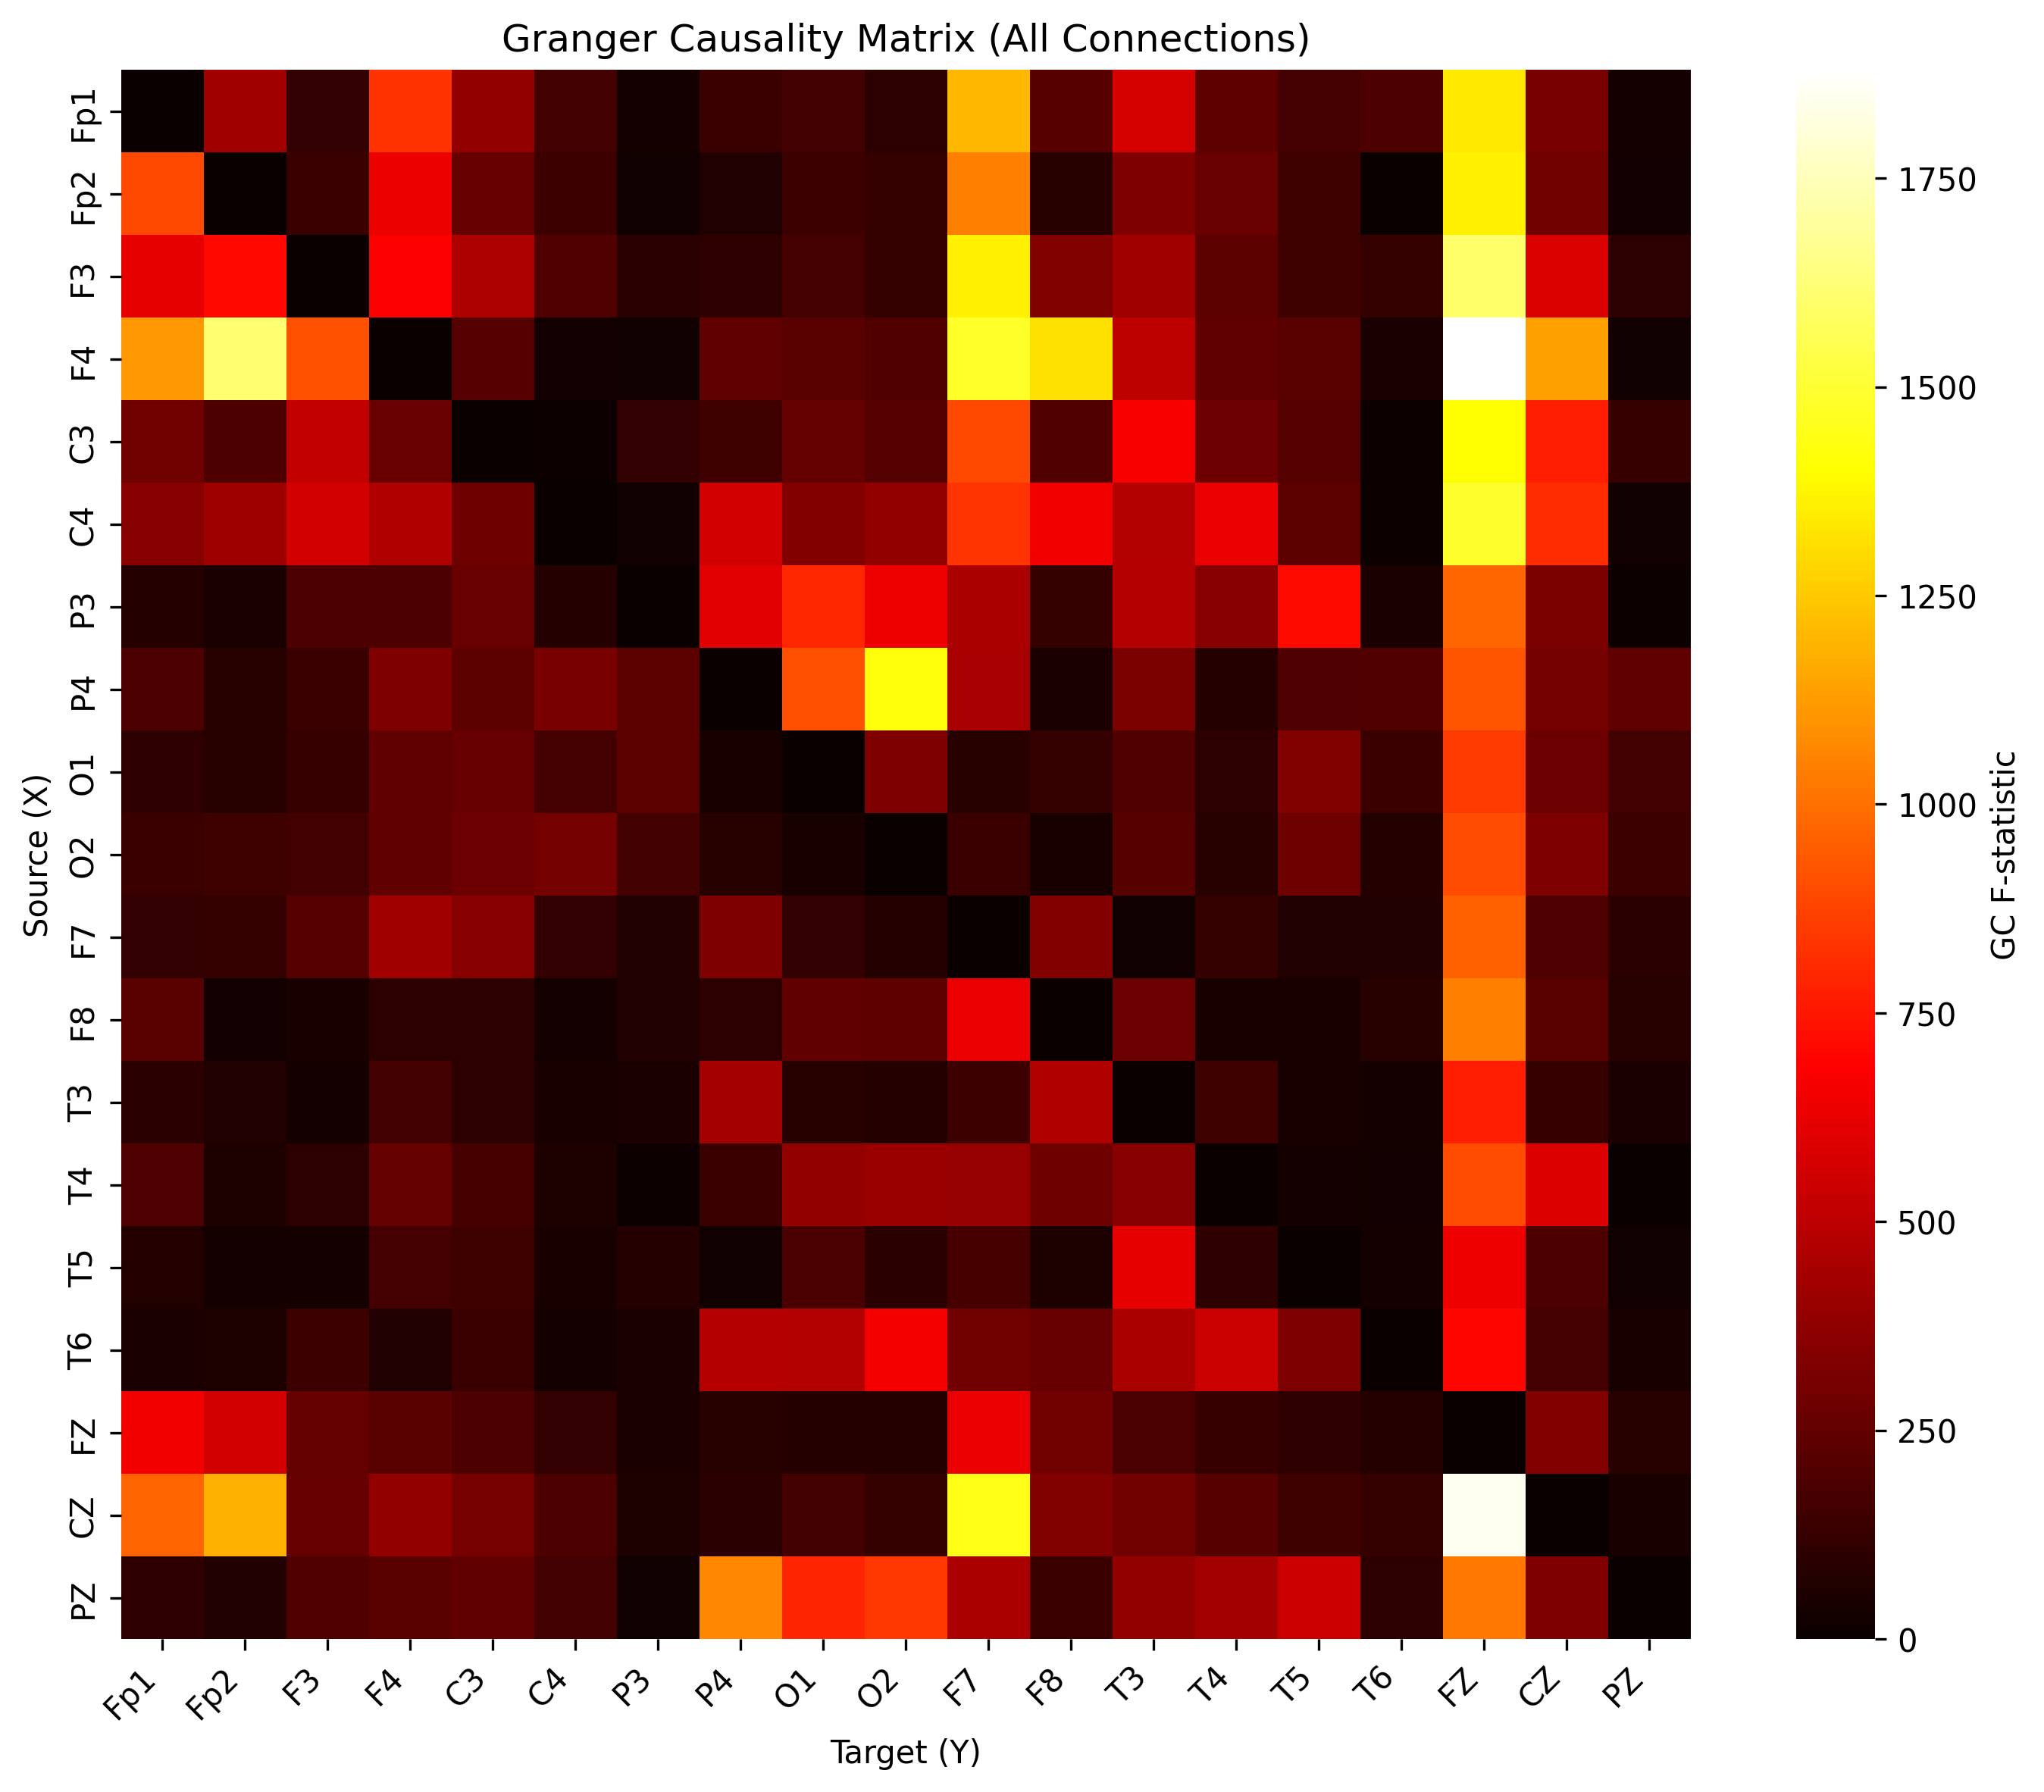 Granger Causality Matrix (All Connections)
Source (X)
Fp1
Fp2
F3
F4
C3
C4
P3
P4
O1
O2
F7
F8
T3
T4
T5
T6
FZ
CZ
PZ
Fp1 Fp2 F3 F4 C3 C4 P3 P4 O1 O2 F7 F8 T3 T4 T5 T6 FZ CZ PZ
Target (Y)
1750
1500
1250
1000
750
500
250
0
GC F-statistic